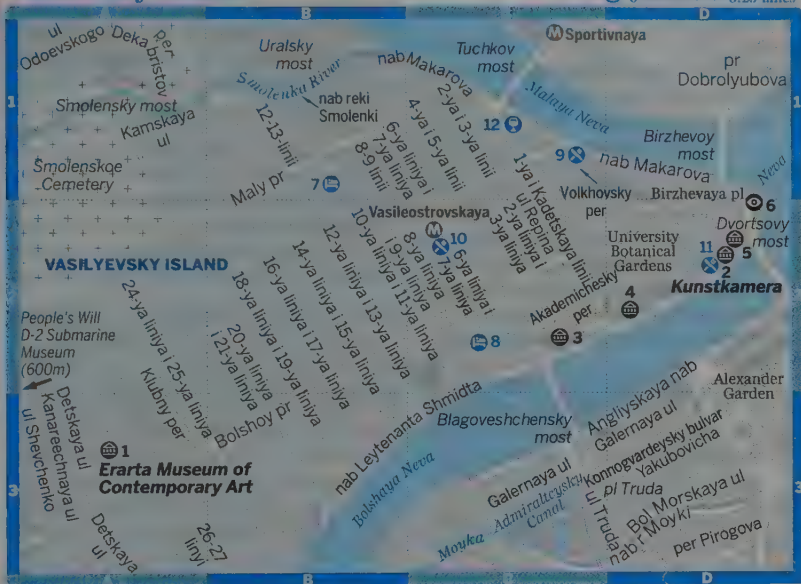 D
ul
Odoevskogo
per
Dekabristov
Uralsky
most
Tuchkov
most
Sportivnaya
nab Makarova
Smolenka River
nab reki
Smolenki
pr
Dobrolyubova
1
1
Smolensky most
Kamskaya
ul
12-13-linii
Malaya Neva
2-ya i 3-ya linii
4-ya i 5-ya linii
6-ya liniya i
7-ya liniya
8-9 linii
12
Birzhevoy
most
9
nab Makarova
Neva
Smolenskoe
Cemetery
Maly pr
7
Volkhovsky
per
Birzhevaya pl
6
1-ya i Kadetskaya linii
ul Repina
2-ya liniya i
3-ya liniya
Vasileostrovskaya
10
Dvortsovy
most
University
Botanical
Gardens
11
5
2
Kunstkamera
VASILYEVSKY ISLAND
6-ya liniya i
7-ya liniya
8-ya liniya
i 9-ya liniya
10-ya liniya i 11-ya liniya
12-ya liniya i 13-ya liniya
14-ya liniya i 15-ya liniya
16-ya liniya i 17-ya liniya
18-ya liniya i 19-ya liniya
20-ya liniya
i 21-ya liniya
24-ya liniya i 25-ya liniya
Akademichesky
per
4
3
8
People's Will
D-2 Submarine
Museum
(600m)
Klubny per
Bolshoy pr
nab Leytenanta Shmidta
Blagoveshchensky
most
Angliyskaya nab
Galernaya ul
Alexander
Garden
Detskaya ul
Kanareechnaya ul
ul Shevchenko
1
Erarta Museum of
Contemporary Art
Konnogvardeysky bulvar
Yakubovicha
Galernaya ul
pl Truda
ul Truda
Bolshaya Neva
Admiralteysky
Canal
Moyka
Bol Morskaya ul
nab r Moyki
per Pirogova
3
3
Detskaya
ul
26-27
linyi
B
D